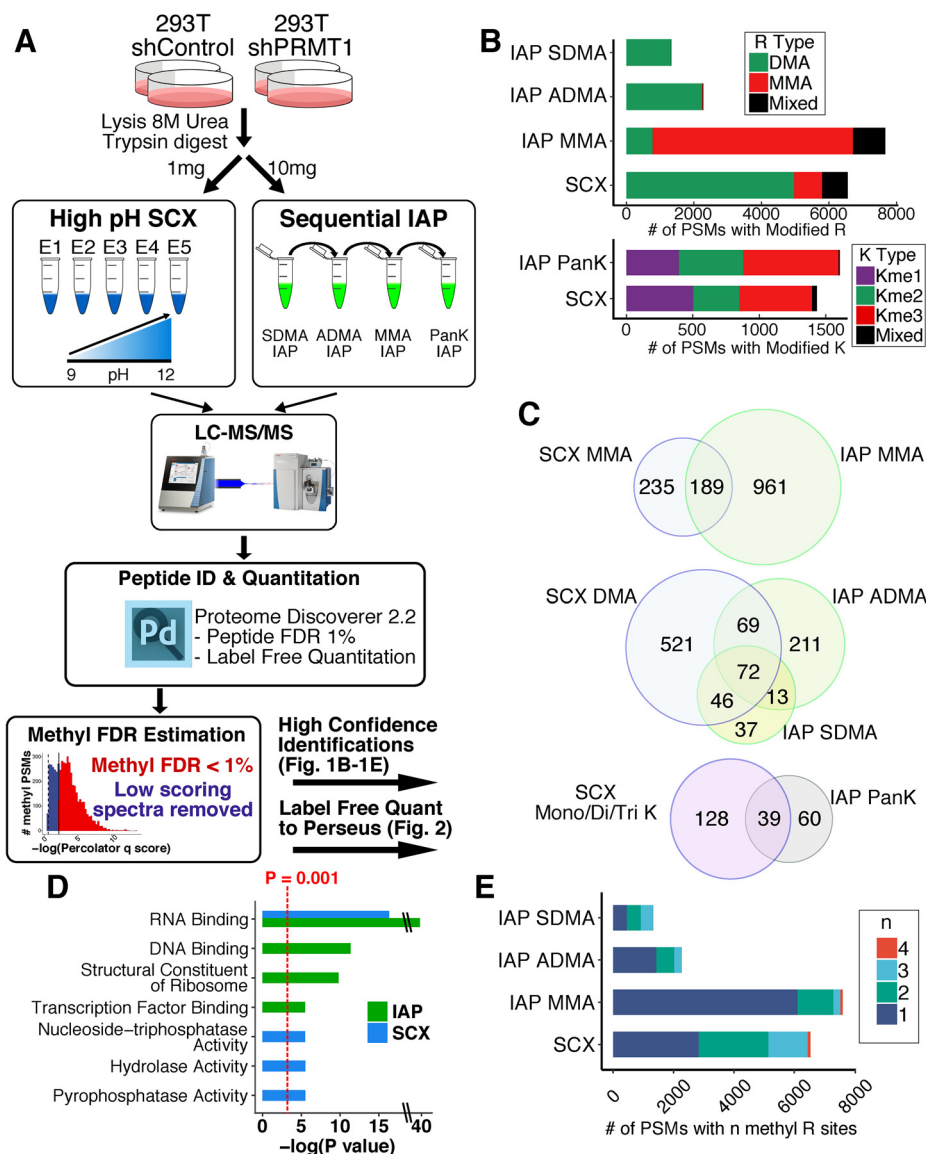 A
293T
shControl
293T
shPRMT1
Lysis 8M Urea
Trypsin digest
1mg
10mg
High pH SCX
E1 E2 E3 E4 E5
9 pH 12
Sequential IAP
SDMA
IAP
ADMA
IAP
MMA
IAP
PanK
IAP
LC-MS/MS
Peptide ID & Quantitation
Pd
Proteome Discoverer 2.2
- Peptide FDR 1%
- Label Free Quantitation
Methyl FDR Estimation
# methyl PSMs
300
200
100
0
0 5 10
−log(Percolator q score)
Methyl FDR < 1%
Low scoring
spectra removed
High Confidence
Identifications
(Fig. 1B-1E)
Label Free Quant
to Perseus (Fig. 2)
B
IAP SDMA
IAP ADMA
IAP MMA
SCX
R Type
DMA
MMA
Mixed
0 2000 4000 6000 8000
# of PSMs with Modified R
IAP PanK
SCX
K Type
Kme1
Kme2
Kme3
Mixed
0 500 1000 1500
# of PSMs with Modified K
C
SCX MMA
IAP MMA
235 189 961
SCX DMA
IAP ADMA
69
521
211
72
46 13
37
IAP SDMA
SCX
Mono/Di/Tri K
IAP PanK
128 39 60
D
P = 0.001
RNA Binding
DNA Binding
Structural Constituent
of Ribosome
Transcription Factor Binding
Nucleoside−triphosphatase
Activity
Hydrolase Activity
Pyrophosphatase Activity
IAP
SCX
0 5 10 15 40
−log(P value)
E
IAP SDMA
IAP ADMA
IAP MMA
SCX
n
4
3
2
1
0 2000 4000 6000 8000
# of PSMs with n methyl R sites